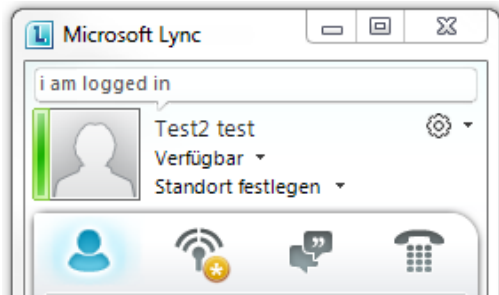 Microsoft Lync
i am logged in
Test2 test
Verfügbar
Standort festlegen